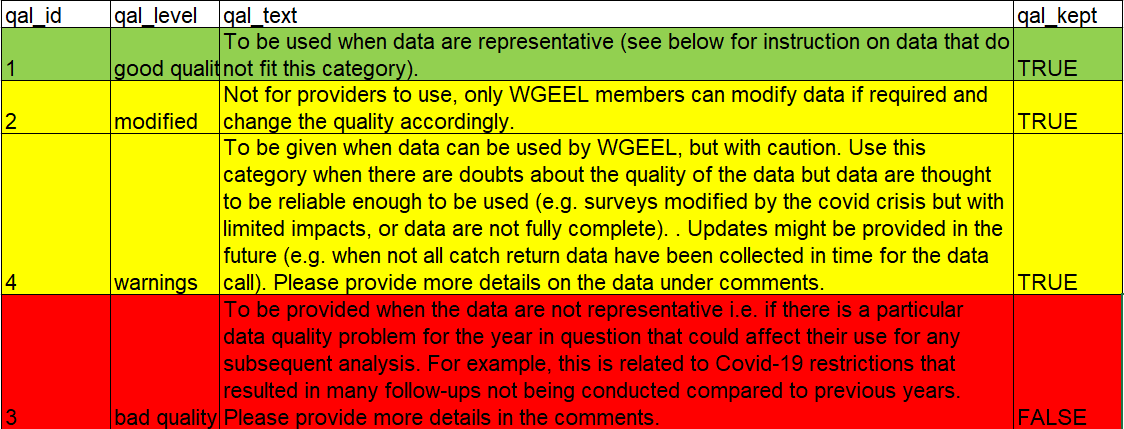 qal_id qal_level qal_text qal_kept
To be used when data are representative (see below for instruction on data that do
1 good qualit not fit this category). TRUE
Not for providers to use, only WGEEL members can modify data if required and
2 modified change the quality accordingly. TRUE
To be given when data can be used by WGEEL, but with caution. Use this
category when there are doubts about the quality of the data but data are thought
to be reliable enough to be used (e.g. surveys modified by the covid crisis but with
limited impacts, or data are not fully complete). . Updates might be provided in the
future (e.g. when not all catch return data have been collected in time for the data
4 warnings call). Please provide more details on the data under comments. TRUE
To be provided when the data are not representative i.e. if there is a particular
data quality problem for the year in question that could affect their use for any
subsequent analysis. For example, this is related to Covid-19 restrictions that
resulted in many follow-ups not being conducted compared to previous years.
3 bad quality Please provide more details in the comments. FALSE